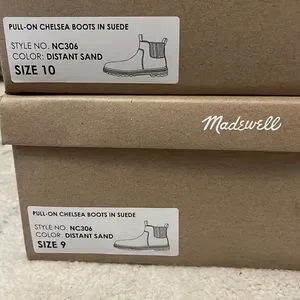 PULL-ON CHELSEA BOOTS IN SUEDE
STYLE NO. NC306
COLOR: DISTANT SAND
SIZE 10
Madewell
PULL-ON CHELSEA BOOTS IN SUEDE
STYLE NO. NC306
COLOR: DISTANT SAND
SIZE 9